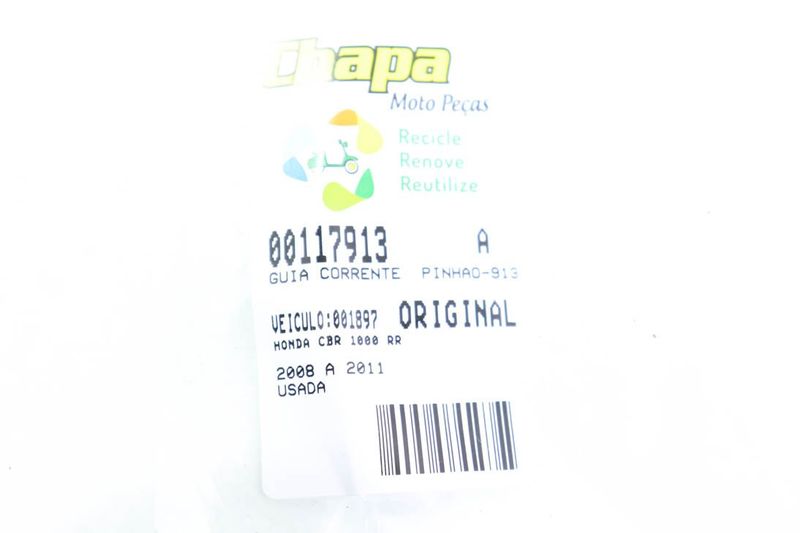 Chapa
Moto Peças
Recicle
Renove
Reutilize
00117913 A
GUIA CORRENTE PINHAO-913
VEICULO:001897 ORIGINAL
HONDA CBR 1000 RR
2008 A 2011
USADA